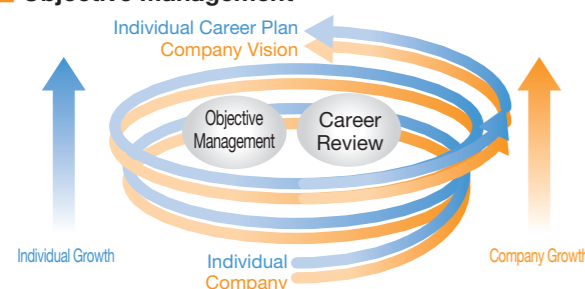 Objective Management
Individual Career Plan
Company Vision
Objective
Management
Career
Review
Individual Growth
Company Growth
Individual
Company